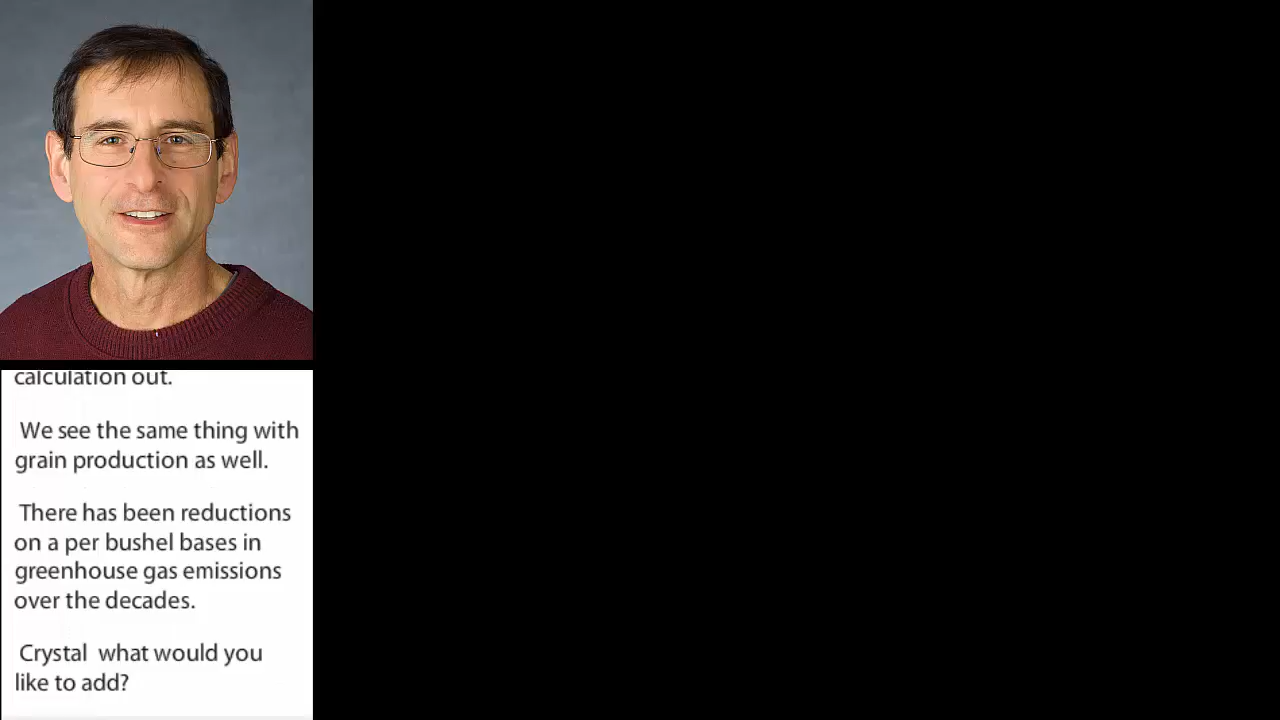 calculation out.
We see the same thing with
grain production as well.
There has been reductions
on a per bushel bases in
greenhouse gas emissions
over the decades.
Crystal what would you
like to add?